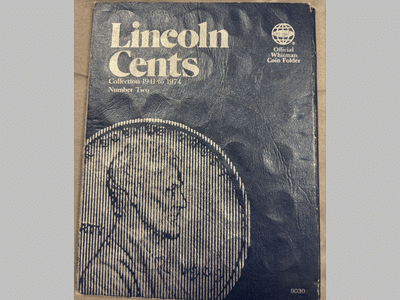 Lincoln
Cents
Collection 1941 to 1974
Number Two
Official
Whitman
Coin Folder
9030